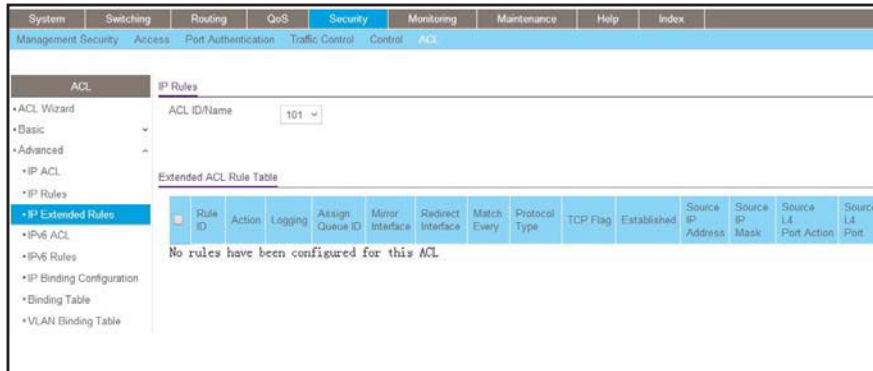 System Switching Routing QoS Security Monitoring Maintenance Help Index
Management Security Access Port Authentication Traffic Control Control ACL
ACL
ACL Wizard
Basic
Advanced
IP ACL
IP Rules
IP Extended Rules
IPv6 ACL
IPv6 Rules
IP Binding Configuration
Binding Table
VLAN Binding Table
IP Rules
ACL ID/Name 101
Extended ACL Rule Table
Rule ID Action Logging Assign Queue ID Mirror Interface Redirect Interface Match Every Protocol Type TCP Flag Established Source IP Address Source IP Mask Source L4 Port Action Source L4 Port
No rules have been configured for this ACL